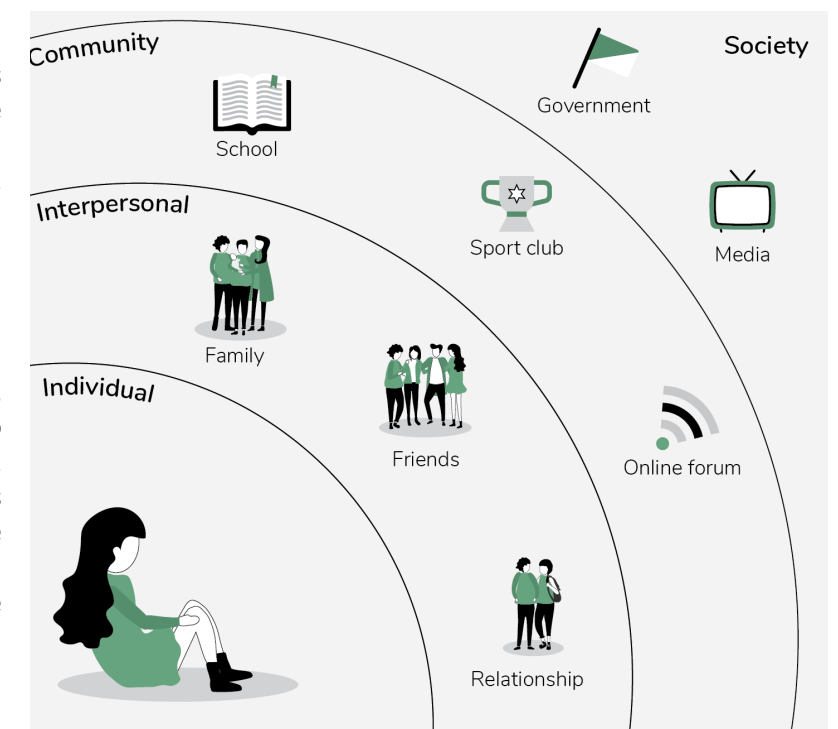 Community
Society
Government
School
Interpersonal
Sport club
Media
Family
Individual
Friends
Online forum
Relationship